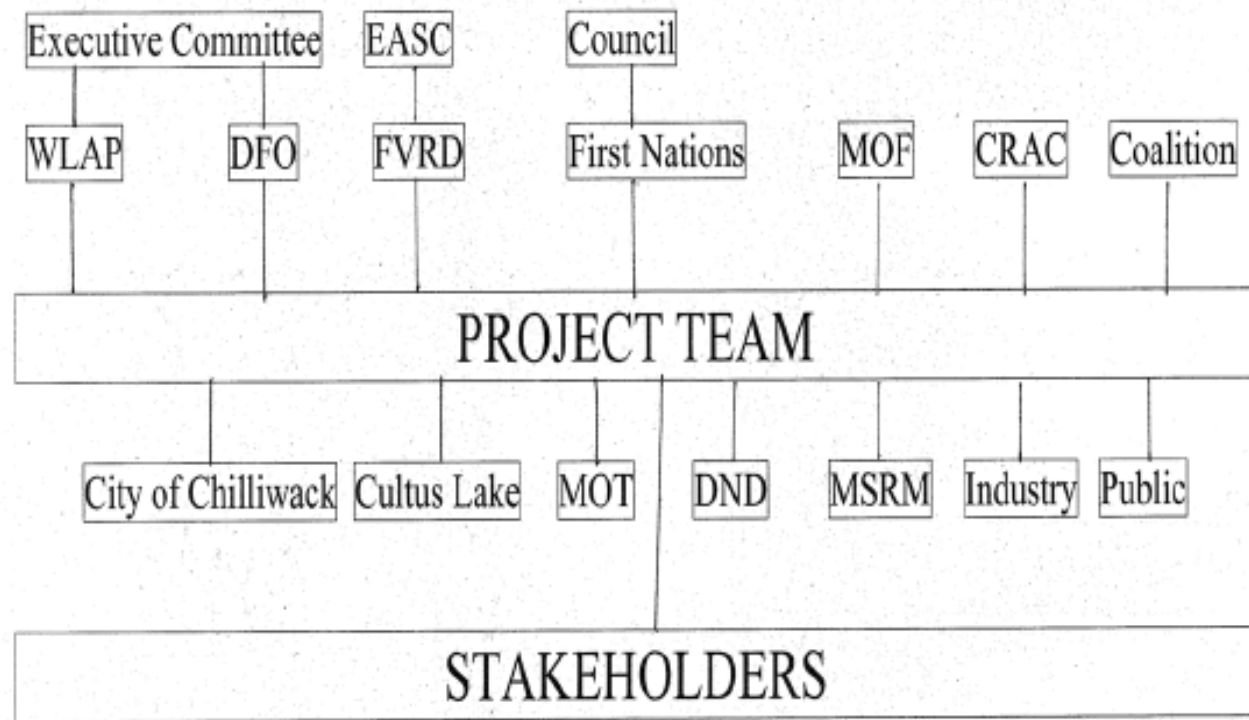 Executive Committee EASC Council
WLAP DFO FVRD First Nations MOF CRAC Coalition
PROJECT TEAM
City of Chilliwack Cultus Lake MOT DND MSRM Industry Public
STAKEHOLDERS